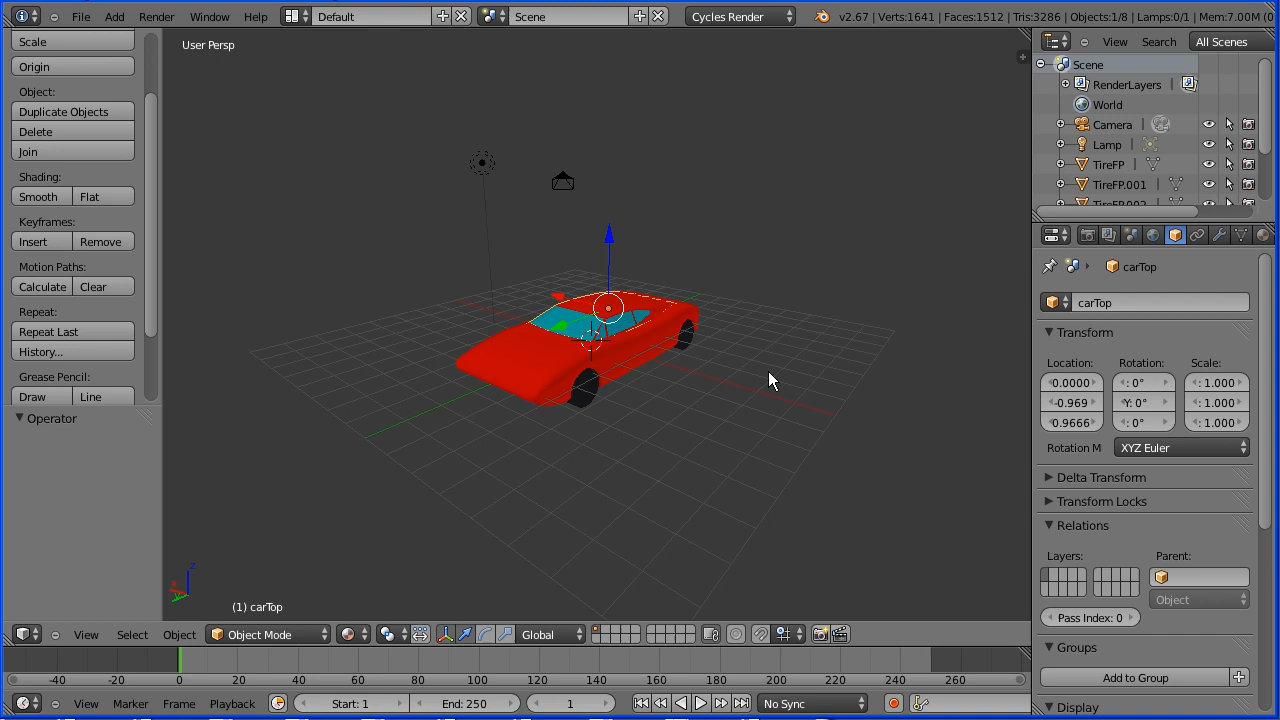 File Add Render Window Help Default Scene Cycles Render v2.67 | Verts:1641 | Faces:1512 | Tris:3286 | Objects:1/8 | Lamps:0/1 | Mem:7.00M (0
Scale
Origin
Object:
Duplicate Objects
Delete
Join
Shading:
Smooth Flat
Keyframes:
Insert Remove
Motion Paths:
Calculate Clear
Repeat:
Repeat Last
History...
Grease Pencil:
Draw Line
Operator
User Persp
z
(1) carTop
View Search All Scenes
Scene
RenderLayers |
World
Camera |
Lamp |
TireFP |
TireFP.001 |
TireFP.002
carTop
carTop
Transform
Location: Rotation: Scale:
0.0000 : 0° : 1.000
-0.969 Y: 0° : 1.000
0.9666 : 0° : 1.000
Rotation M XYZ Euler
Delta Transform
Transform Locks
Relations
Layers: Parent:
Object
Pass Index: 0
Groups
Add to Group
Display
View Select Object Object Mode Global
-40 -20 0 20 40 60 80 100 120 140 160 180 200 220 240 260
View Marker Frame Playback Start: 1 End: 250 1 No Sync